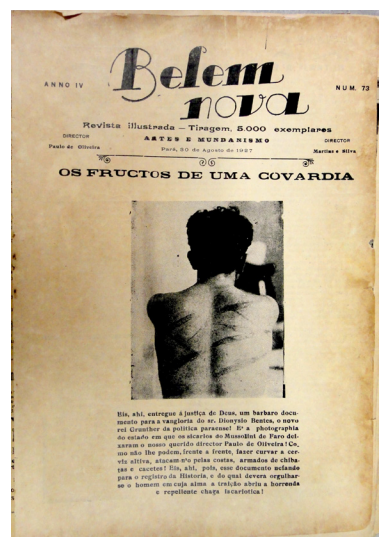 ANNO IV
Belem
nova
NUM. 73
Revista illustrada — Tiragem, 5.000 exemplares
DIRECTOR
Paulo de Oliveira
ARTES E MUNDANISMO
Pará, 30 de Agosto de 1927
DIRECTOR
Martins e Silva
OS FRUCTOS DE UMA COVARDIA
Eis, ahi, entregue á justiça de Deus, um barbaro docu-
mento para a vangloria do sr. Dionysio Bentes, o novo
rei Grauther da politica paraense! E' a photographia
do estado em que os sicarios do Mussolini de Faro dei-
xaram o nosso querido director Paulo de Oliveira! Co,
mo não lhe podem, frente a frente, fazer curvar a cer-
viz altiva, atacam-n'o pelas costas, armados de chiba-
tas e cacetes! Eis, ahi, pois, esse documento nefando
para o registro da Historia, e do qual devera orgulhar-
se o homem em cuja alma a traição abriu a horrenda
e repellente chaga iscariotica!